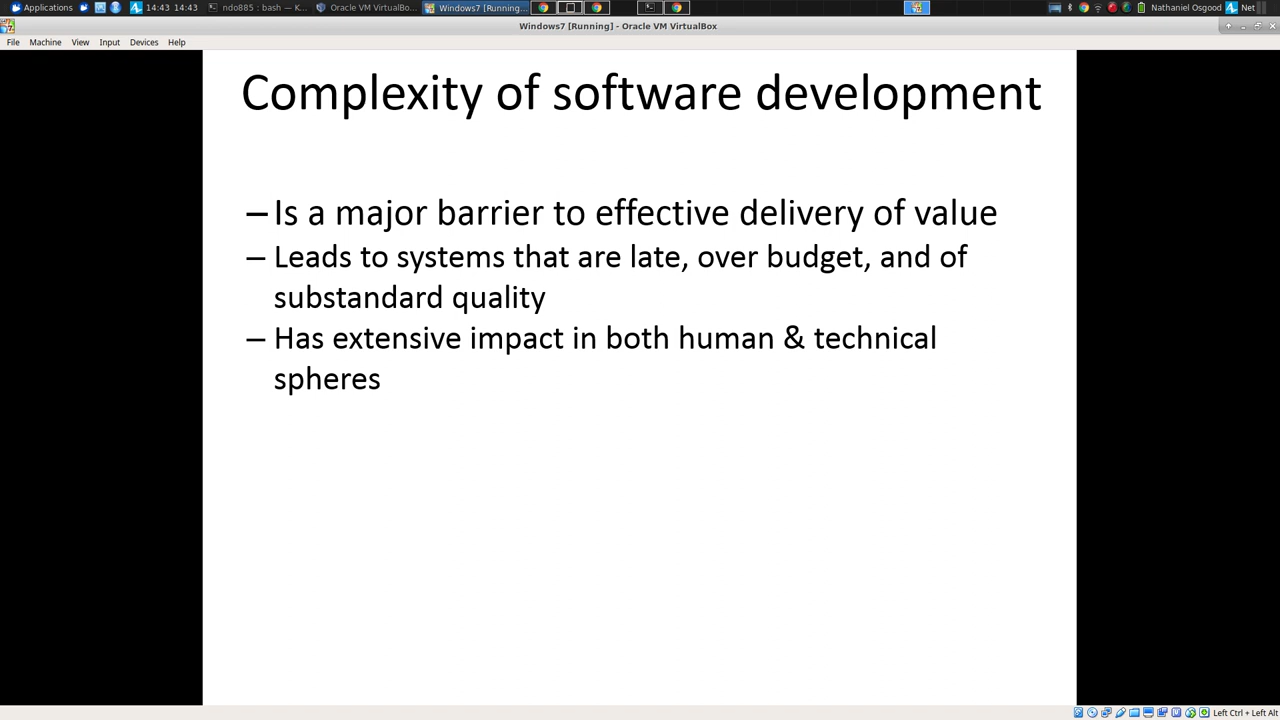 Applications
14:43 14:43
ndo885 : bash — K...
Oracle VM VirtualBo...
Windows7 [Running...
Nathaniel Osgood
Net
Windows7 [Running] - Oracle VM VirtualBox
File Machine View Input Devices Help
Complexity of software development
– Is a major barrier to effective delivery of value
– Leads to systems that are late, over budget, and of
substandard quality
– Has extensive impact in both human & technical
spheres
Left Ctrl + Left Alt